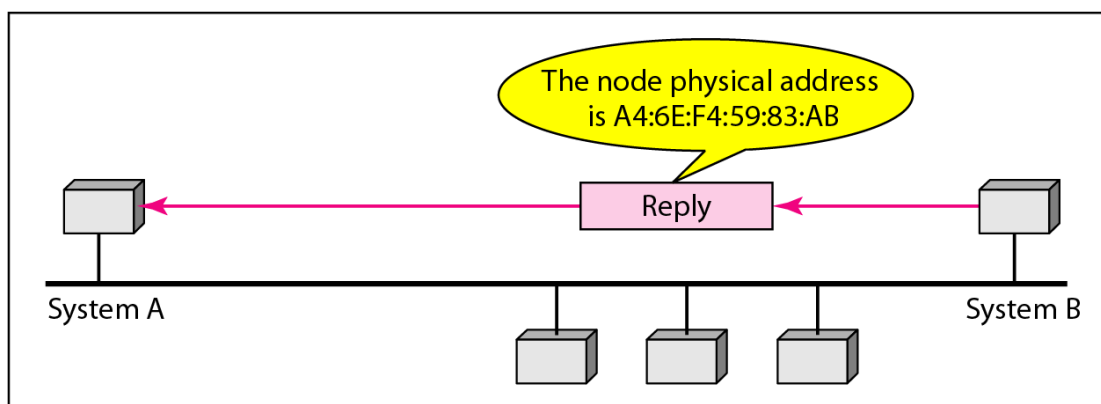 The node physical address
is A4:6E:F4:59:83:AB
Reply
System A
System B